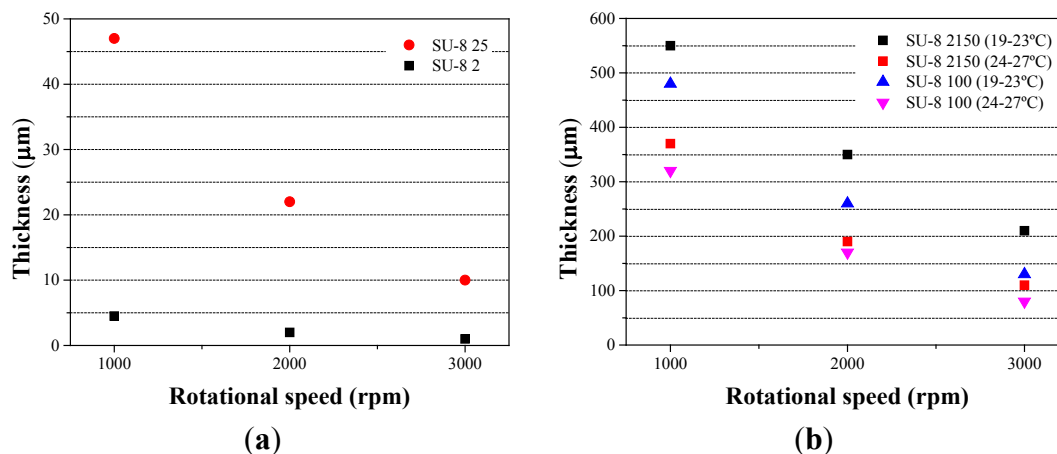 50
40
30
20
10
0
1000
2000
3000
Thickness (μm)
Rotational speed (rpm)
SU-8 25
SU-8 2
(a)
600
500
400
300
200
100
0
1000
2000
3000
Thickness (μm)
Rotational speed (rpm)
SU-8 2150 (19-23ºC)
SU-8 2150 (24-27ºC)
SU-8 100 (19-23ºC)
SU-8 100 (24-27ºC)
(b)